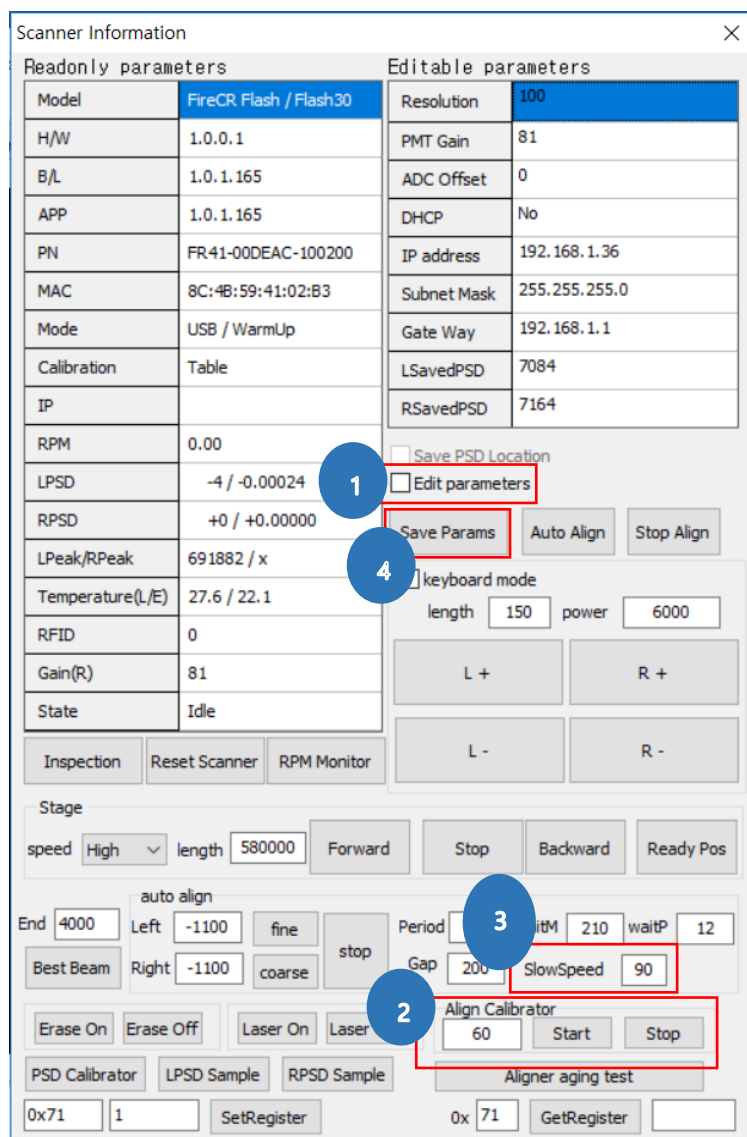 Scanner Information
Readonly parameters
Model FireCR Flash / Flash30
H/W 1.0.0.1
B/L 1.0.1.165
APP 1.0.1.165
PN FR41-00DEAC-100200
MAC 8C:4B:59:41:02:B3
Mode USB / WarmUp
Calibration Table
IP
RPM 0.00
LPSD -4 / -0.00024
RPSD +0 / +0.00000
LPeak/RPeak 691882 / x
Temperature(L/E) 27.6 / 22.1
RFID 0
Gain(R) 81
State Idle
Inspection Reset Scanner RPM Monitor
Editable parameters
Resolution 100
PMT Gain 81
ADC Offset 0
DHCP No
IP address 192.168.1.36
Subnet Mask 255.255.255.0
Gate Way 192.168.1.1
LSavedPSD 7084
RSavedPSD 7164
Save PSD Location
1 Edit parameters
Save Params Auto Align Stop Align
4 keyboard mode
length 150 power 6000
L + R +
L - R -
Stage
speed High length 580000 Forward Stop Backward Ready Pos
auto align
End 4000 Left -1100 fine stop Period 3 itM 210 waitP 12
Best Beam Right -1100 coarse Gap 200 SlowSpeed 90
2 Align Calibrator
Erase On Erase Off Laser On Laser 60 Start Stop
PSD Calibrator LPSD Sample RPSD Sample Aligner aging test
0x71 1 SetRegister 0x 71 GetRegister